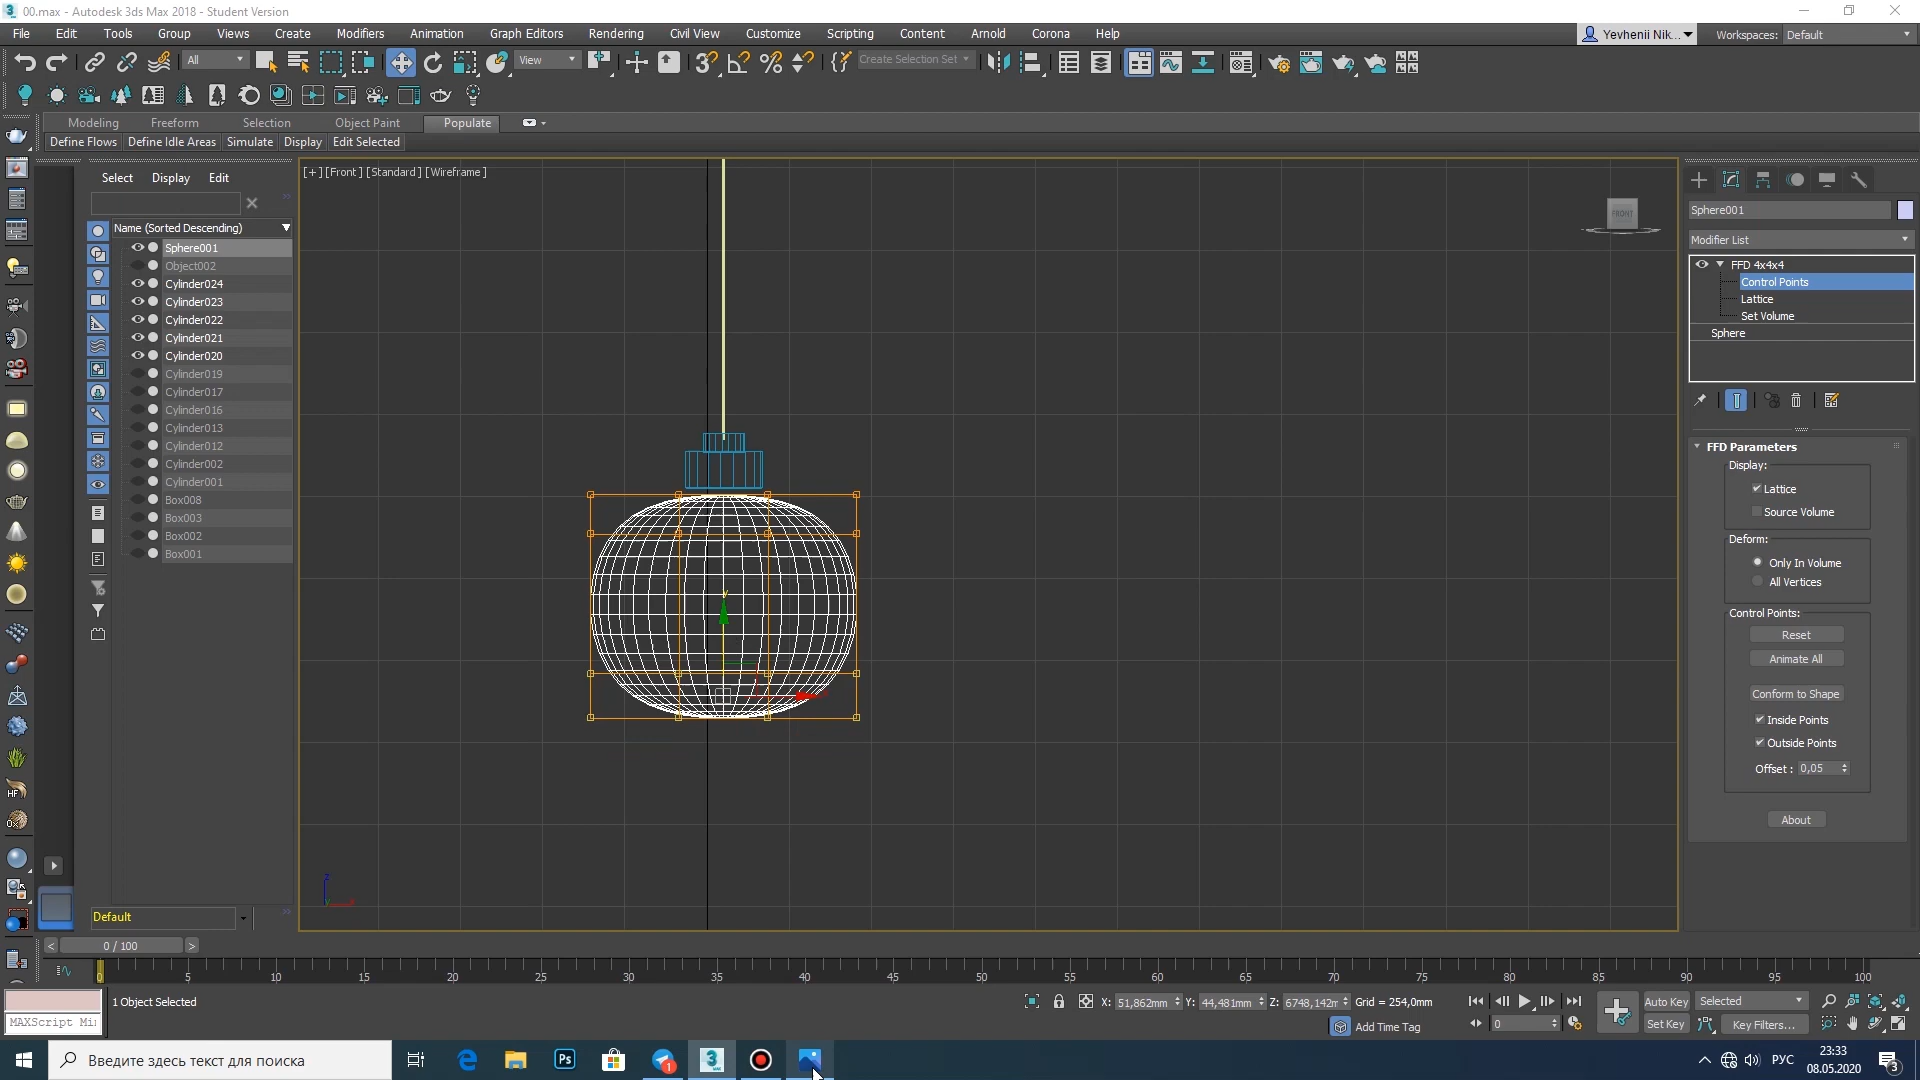 00.max - Autodesk 3ds Max 2018 - Student Version
File Edit Tools Group Views Create Modifiers Animation Graph Editors Rendering Civil View Customize Scripting Content Arnold Corona Help
Yevhenii Nik... Workspaces: Default
All View Create Selection Set
Modeling Freeform Selection Object Paint Populate
Define Flows Define Idle Areas Simulate Display Edit Selected
Select Display Edit
[+] [Front] [Standard] [Wireframe]
FRONT
Name (Sorted Descending)
Sphere001
Object002
Cylinder024
Cylinder023
Cylinder022
Cylinder021
Cylinder020
Cylinder019
Cylinder017
Cylinder016
Cylinder013
Cylinder012
Cylinder002
Cylinder001
Box008
Box003
Box002
Box001
Default
Sphere001
Modifier List
FFD 4x4x4
Control Points
Lattice
Set Volume
Sphere
FFD Parameters
Display:
Lattice
Source Volume
Deform:
Only In Volume
All Vertices
Control Points:
Reset
Animate All
Conform to Shape
Inside Points
Outside Points
Offset : 0,05
About
0 / 100
0 5 10 15 20 25 30 35 40 45 50 55 60 65 70 75 80 85 90 95 100
1 Object Selected
X: 51,862mm Y: 44,481mm Z: 6748,142m Grid = 254,0mm
Auto Key Selected
MAXScript Mi
Add Time Tag
0
Set Key Key Filters...
Введите здесь текст для поиска
Ps
1
3
РУС
23:33
08.05.2020
3